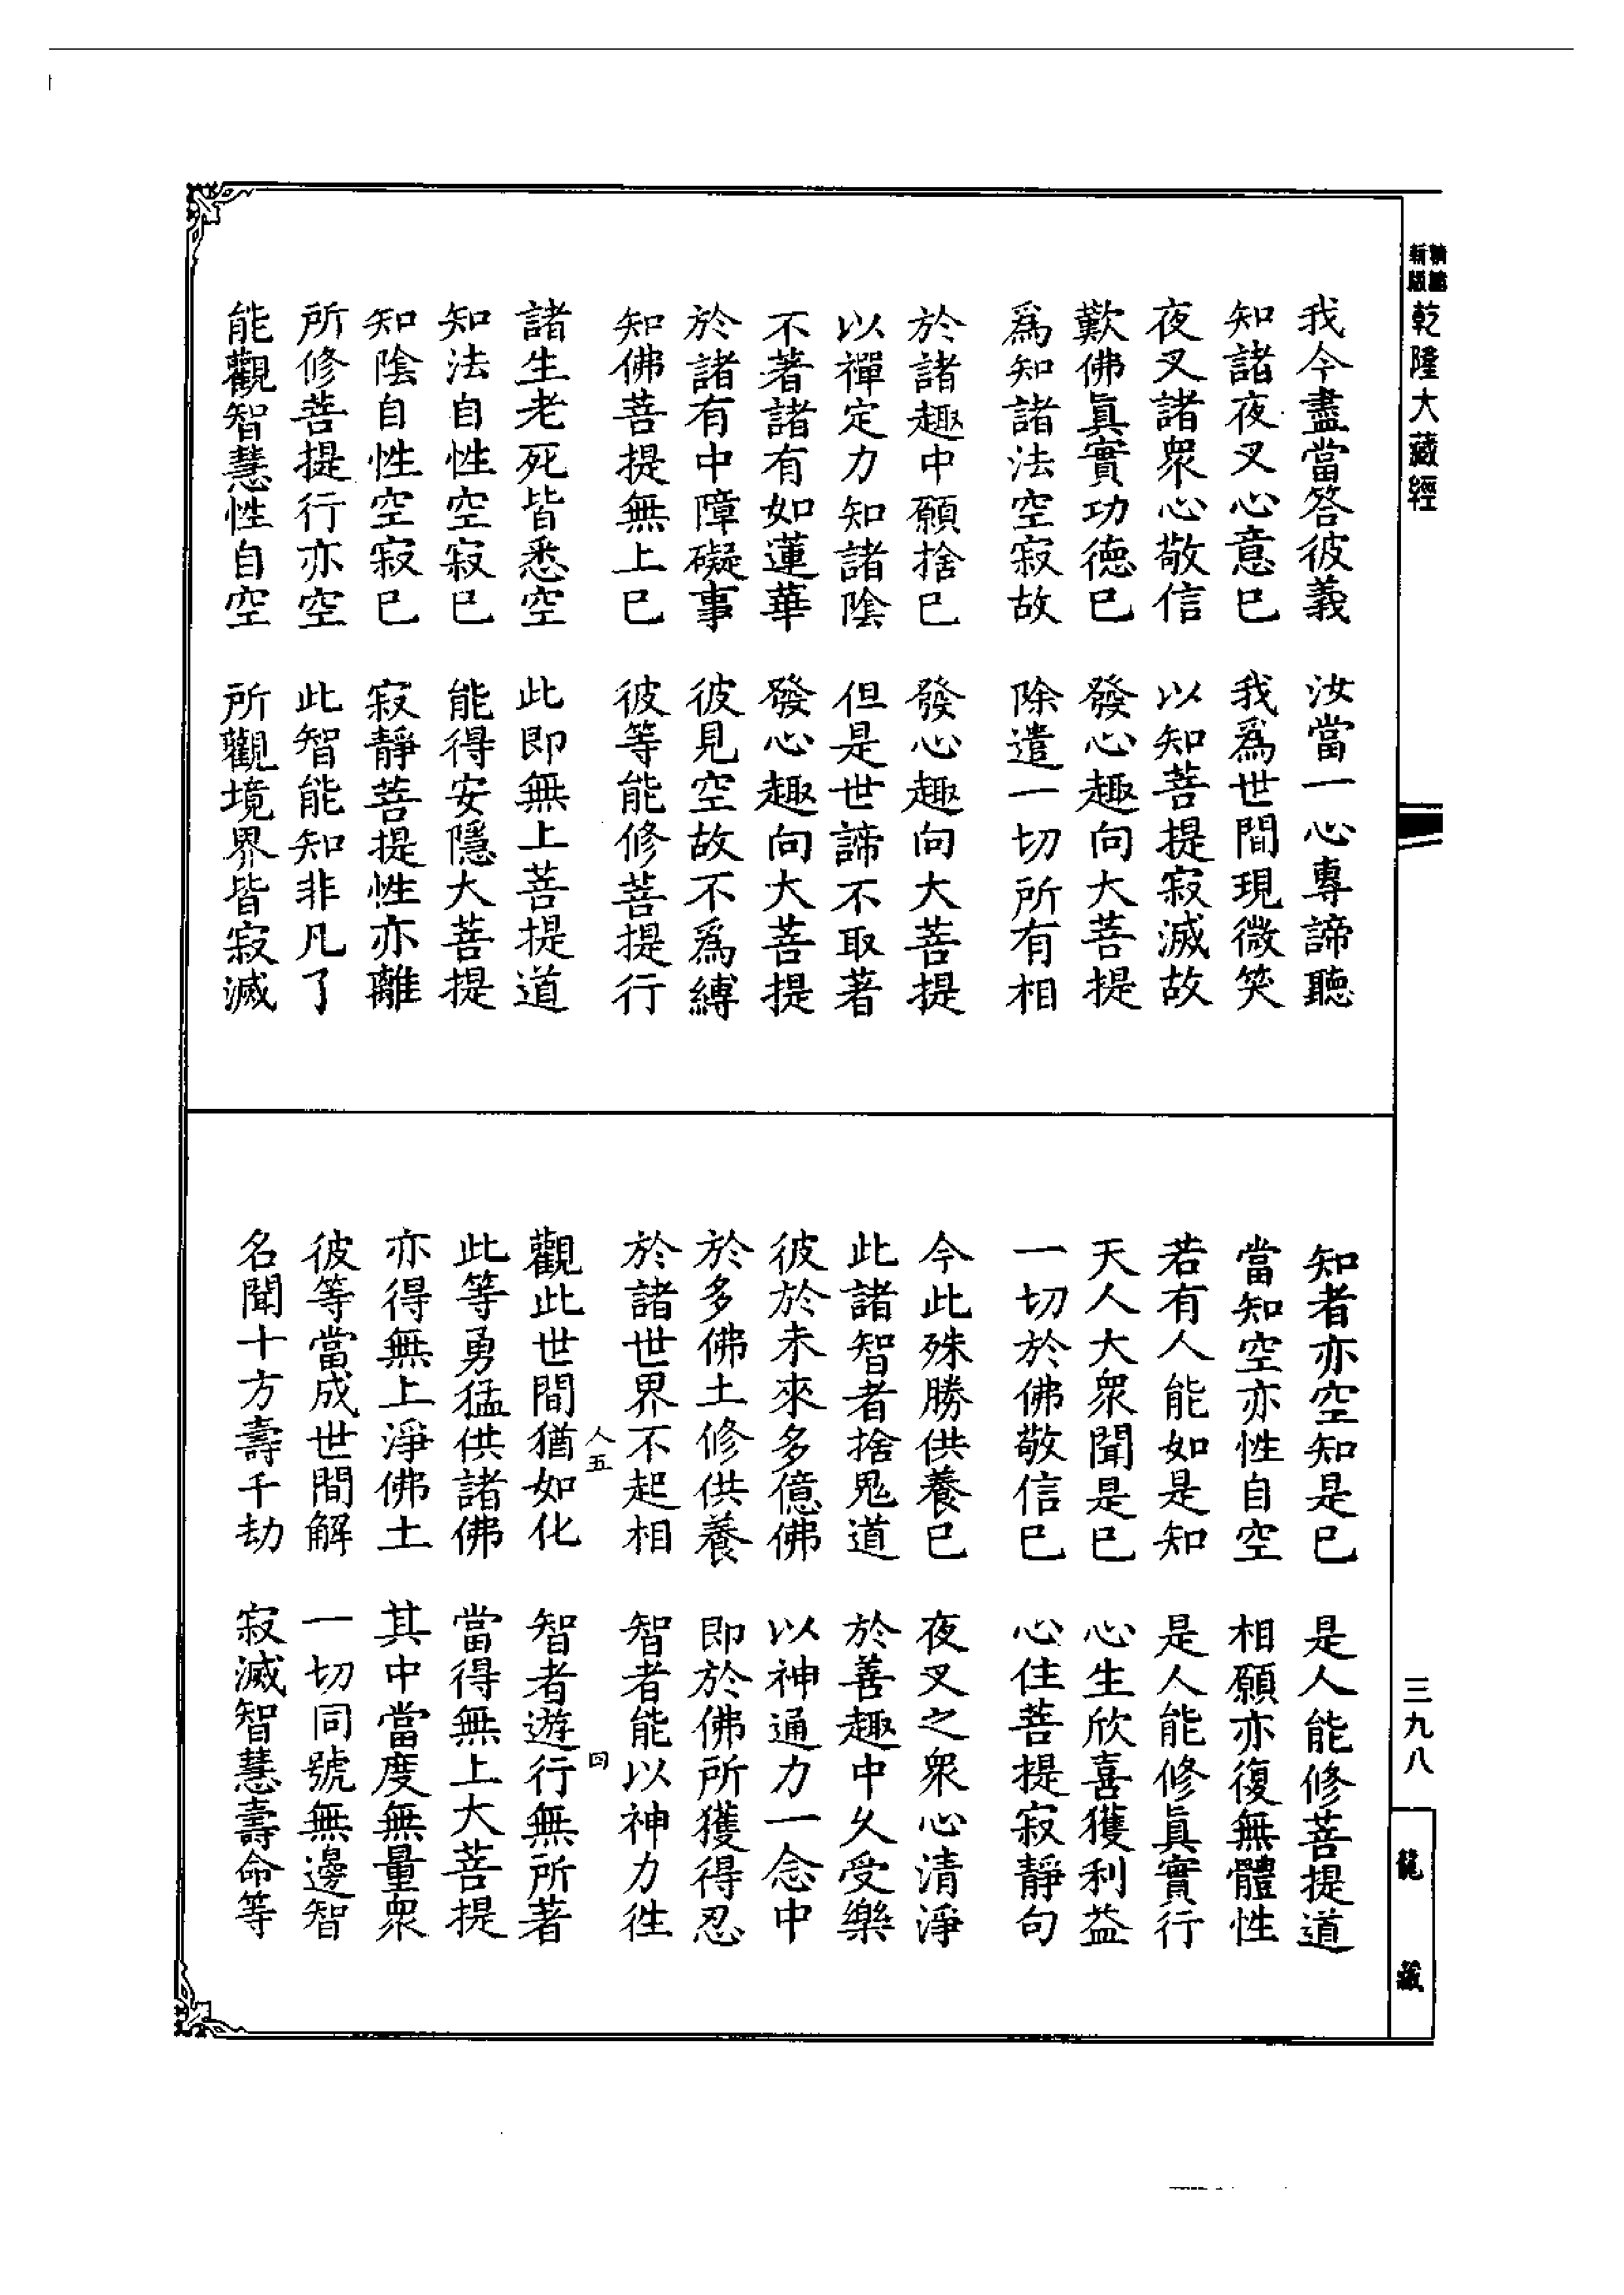 新版
乾隆大藏經
我今盡當答彼義　汝當一心專諦聽
知諸夜叉心意巳　我爲世間現微笑
夜叉諸衆心敬信　以知菩提寂滅故
歎佛眞實功德巳　發心趣向大菩提
爲知諸法空寂故　除遣一切所有相
於諸趣中願捨巳　發心趣向大菩提
以禪定力知諸陰　但是世諦不取著
不著諸有如蓮華　發心趣向大菩提
於諸有中障礙事　彼見空故不爲縛
知佛菩提無上巳　彼等能修菩提行
諸生老死皆悉空　此即無上菩提道
知法自性空寂巳　能得安隱大菩提
知陰自性空寂巳　寂靜菩提性亦離
所修菩提行亦空　此智能知非凡了
能觀智慧性自空　所觀境界皆寂滅
知者亦空知是巳　是人能修菩提道
當知空亦性自空　相願亦復無體性
若有人能如是知　是人能修眞實行
天人大衆聞是巳　心生欣喜獲利益
一切於佛敬信巳　心住菩提寂靜句
今此殊勝供養巳　夜叉之衆心清淨
此諸智者捨鬼道　於善趣中久受樂
彼於未來多億佛　以神通力一念中
於多佛土修供養　即於佛所獲得忍
於諸世界不起相　智者能以神力徃
人五　回
觀此世間猶如化　智者遊行無所著
此等勇猛供諸佛　當得無上大菩提
亦得無上淨佛土　其中當度無量衆
彼等當成世間解　一切同號無邊智
名聞十方壽千劫　寂滅智慧壽命等
三九八
龍藏